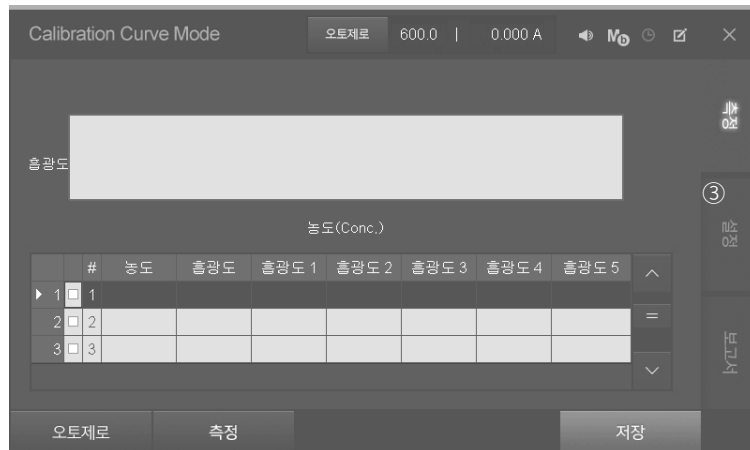 Calibration Curve Mode 오토제로 600.0 | 0.000 A Mb
측정
흡광도
③
설정
농도(Conc.)
# 농도 흡광도 흡광도 1 흡광도 2 흡광도 3 흡광도 4 흡광도 5
1 1
2 2
3 3
보고서
오토제로 측정 저장